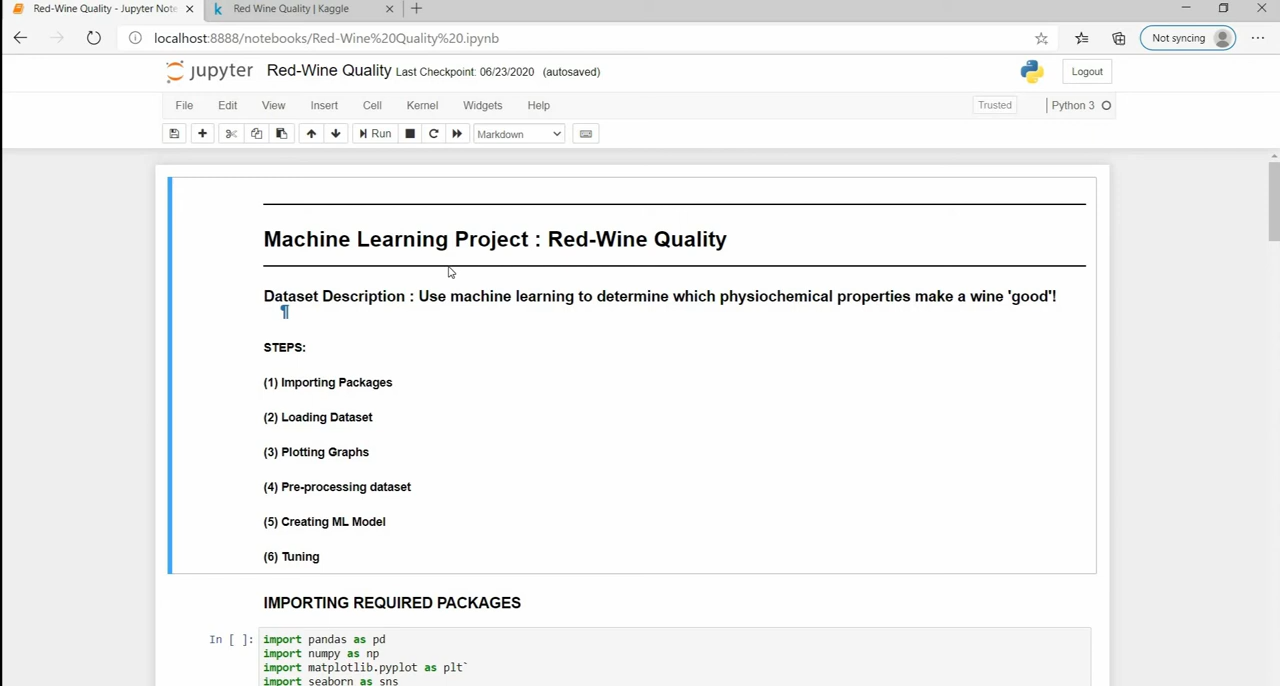 Red-Wine Quality - Jupyter Note
Red Wine Quality | Kaggle
localhost:8888/notebooks/Red-Wine%20Quality%20.ipynb
Not syncing
jupyter Red-Wine Quality Last Checkpoint: 06/23/2020 (autosaved)
Logout
File Edit View Insert Cell Kernel Widgets Help
Trusted
Python 3
Run
Markdown
Machine Learning Project : Red-Wine Quality
Dataset Description : Use machine learning to determine which physiochemical properties make a wine 'good'!
¶
STEPS:
(1) Importing Packages
(2) Loading Dataset
(3) Plotting Graphs
(4) Pre-processing dataset
(5) Creating ML Model
(6) Tuning
IMPORTING REQUIRED PACKAGES
In [ ]: import pandas as pd
import numpy as np
import matplotlib.pyplot as plt`
import seaborn as sns